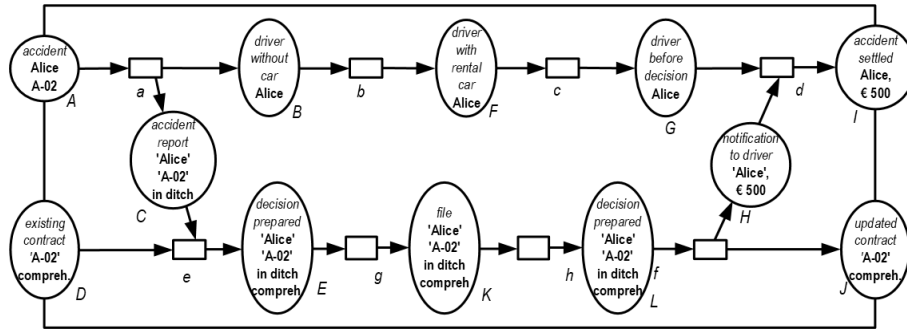 accident
Alice
A-02
A
a
driver
without
car
Alice
B
b
driver
with
rental
car
Alice
F
c
driver
before
decision
Alice
G
d
accident
settled
Alice,
€ 500
I
accident
report
'Alice'
'A-02'
in ditch
C
notification
to driver
'Alice',
€ 500
H
existing
contract
'A-02'
compreh.
D
e
decision
prepared
'Alice'
'A-02'
in ditch
compreh.
E
g
file
'Alice'
'A-02'
in ditch
compreh.
K
h
decision
prepared
'Alice'
'A-02'
in ditch
compreh.
L
f
updated
contract
'A-02'
compreh.
J